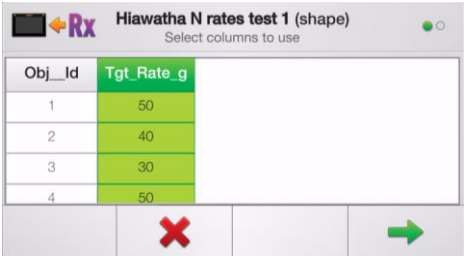 Rx
Hiawatha N rates test 1 (shape)
Select columns to use
Obj__Id Tgt_Rate_g
1 50
2 40
3 30
4 50